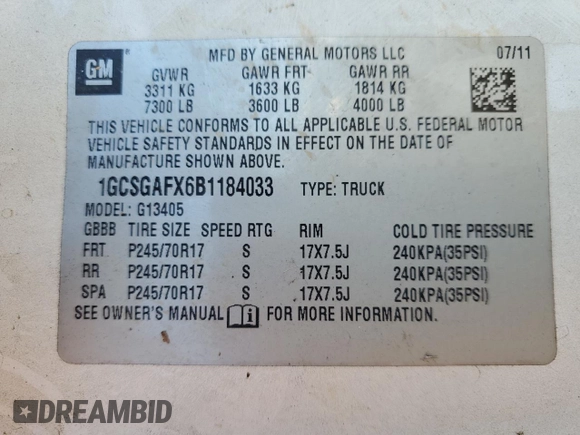 GM
MFD BY GENERAL MOTORS LLC 07/11
GVWR GAWR FRT GAWR RR
3311 KG 1633 KG 1814 KG
7300 LB 3600 LB 4000 LB
THIS VEHICLE CONFORMS TO ALL APPLICABLE U.S. FEDERAL MOTOR
VEHICLE SAFETY STANDARDS IN EFFECT ON THE DATE OF
MANUFACTURE SHOWN ABOVE.
1GCSGAFX6B1184033 TYPE: TRUCK
MODEL: G13405
GBBB TIRE SIZE SPEED RTG RIM COLD TIRE PRESSURE
FRT P245/70R17 S 17X7.5J 240KPA(35PSI)
RR P245/70R17 S 17X7.5J 240KPA(35PSI)
SPA P245/70R17 S 17X7.5J 240KPA(35PSI)
SEE OWNER'S MANUAL i FOR MORE INFORMATION.
DREAMBID